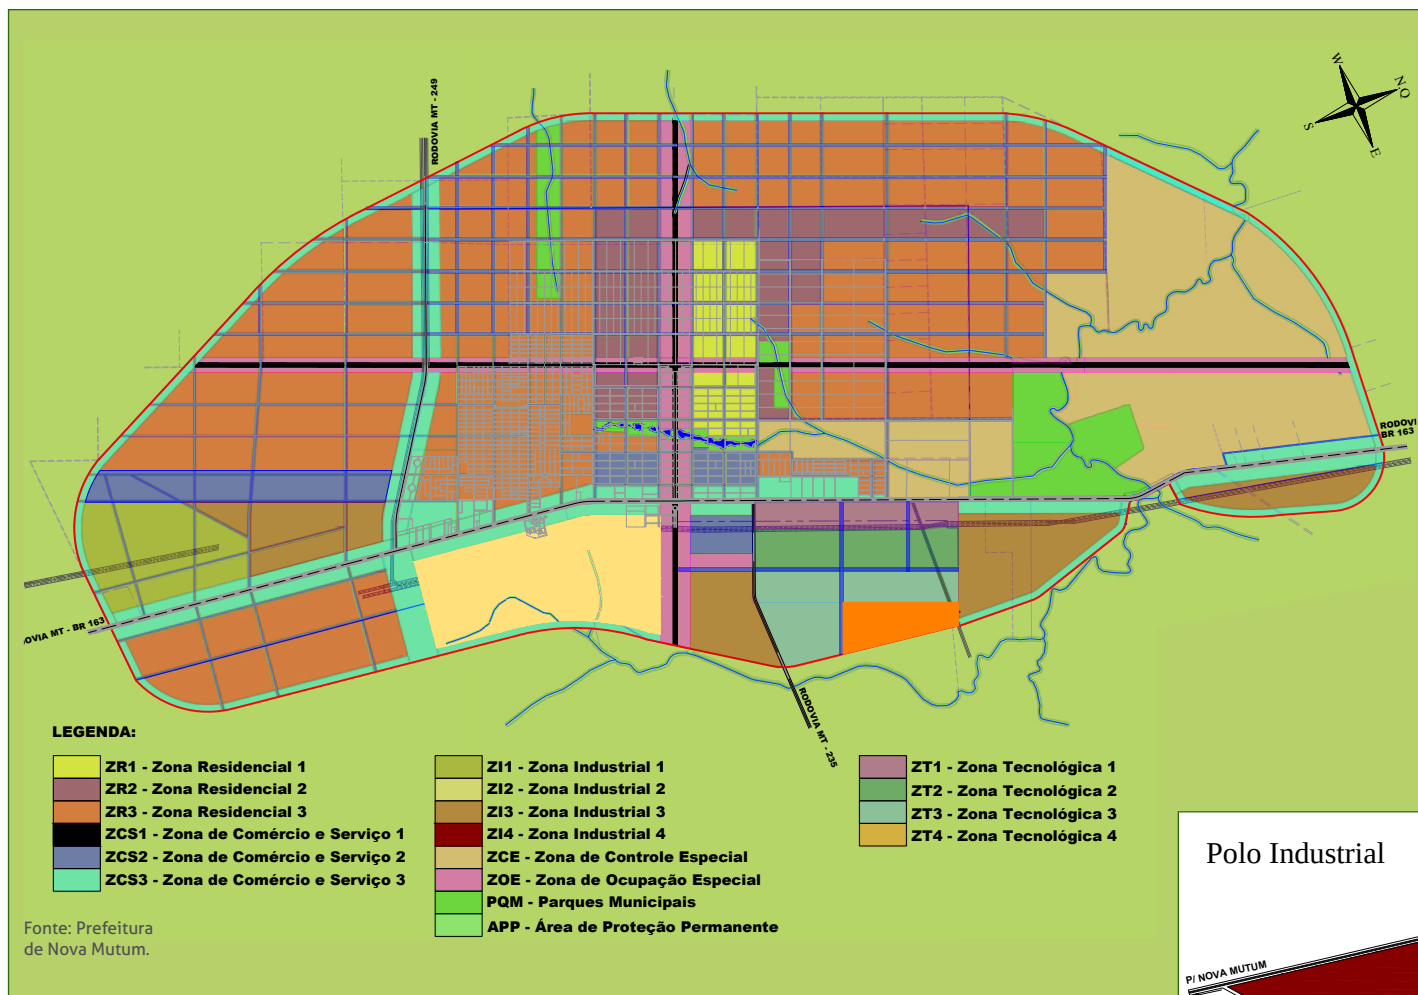 RODOVIA MT - 249
W
NO
S
E
RODOVI
BR 163
OVIA MT - BR 163
RODOVIA MT - 235
LEGENDA:
ZR1 - Zona Residencial 1
ZR2 - Zona Residencial 2
ZR3 - Zona Residencial 3
ZCS1 - Zona de Comércio e Serviço 1
ZCS2 - Zona de Comércio e Serviço 2
ZCS3 - Zona de Comércio e Serviço 3
ZI1 - Zona Industrial 1
ZI2 - Zona Industrial 2
ZI3 - Zona Industrial 3
ZI4 - Zona Industrial 4
ZCE - Zona de Controle Especial
ZOE - Zona de Ocupação Especial
PQM - Parques Municipais
APP - Área de Proteção Permanente
ZT1 - Zona Tecnológica 1
ZT2 - Zona Tecnológica 2
ZT3 - Zona Tecnológica 3
ZT4 - Zona Tecnológica 4
Fonte: Prefeitura
de Nova Mutum.
Polo Industrial
P/ NOVA MUTUM